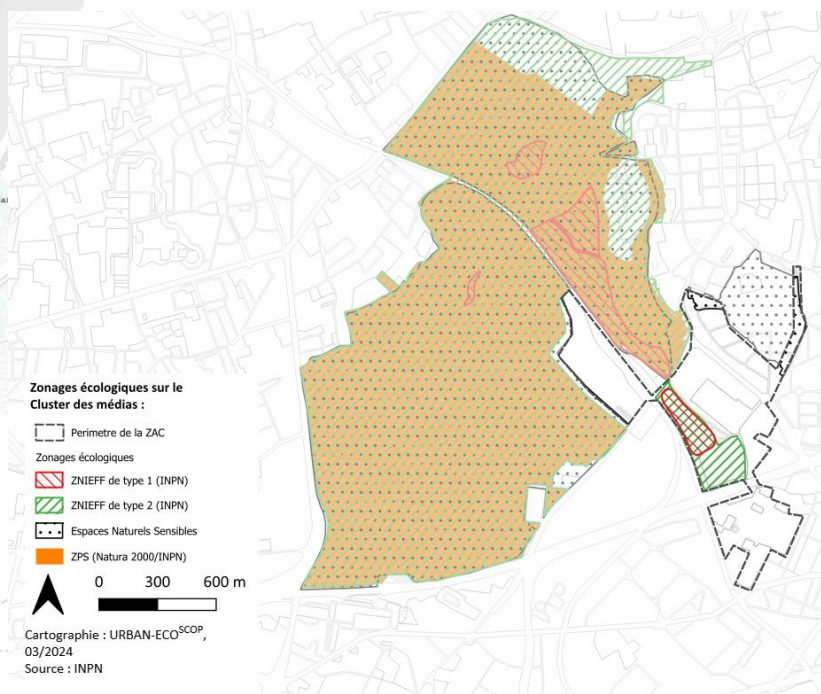 Zonages écologiques sur le
Cluster des médias :
Perimetre de la ZAC
Zonages écologiques
ZNIEFF de type 1 (INPN)
ZNIEFF de type 2 (INPN)
Espaces Naturels Sensibles
ZPS (Natura 2000/INPN)
0 300 600 m
Cartographie : URBAN-ECO SCOP,
03/2024
Source : INPN